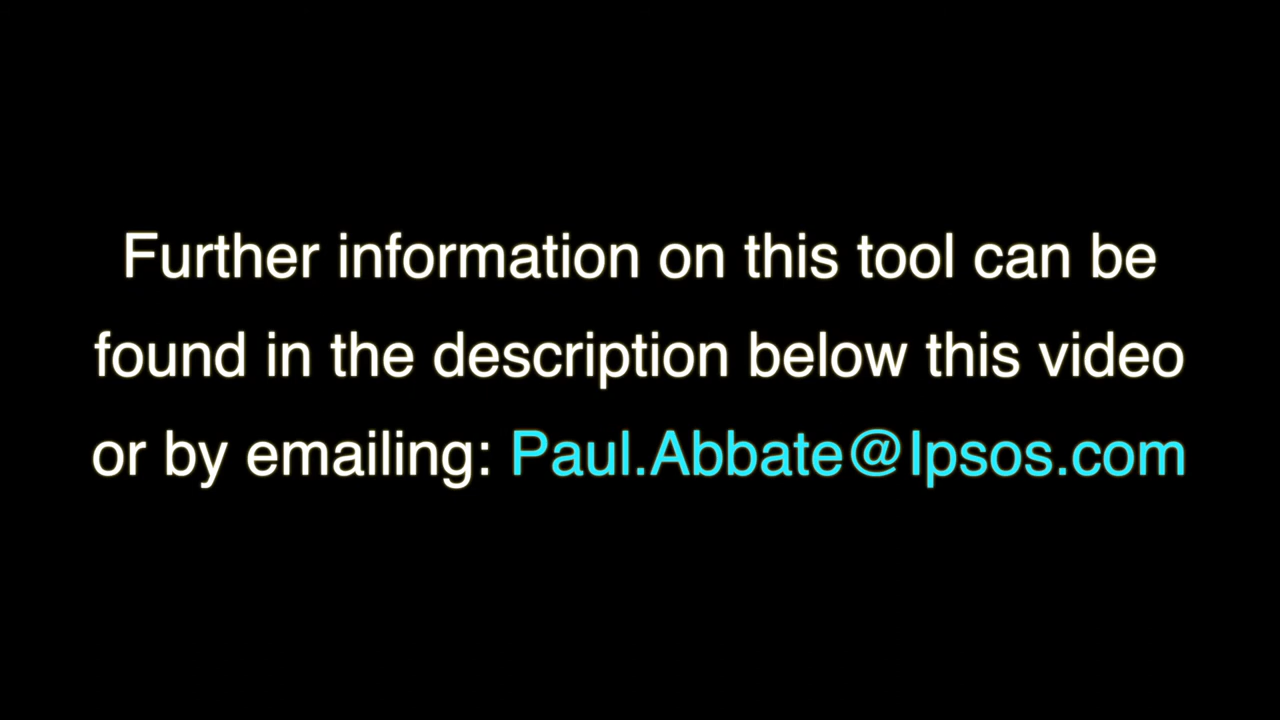 Further information on this tool can be
found in the description below this video
or by emailing: Paul.Abbate@Ipsos.com